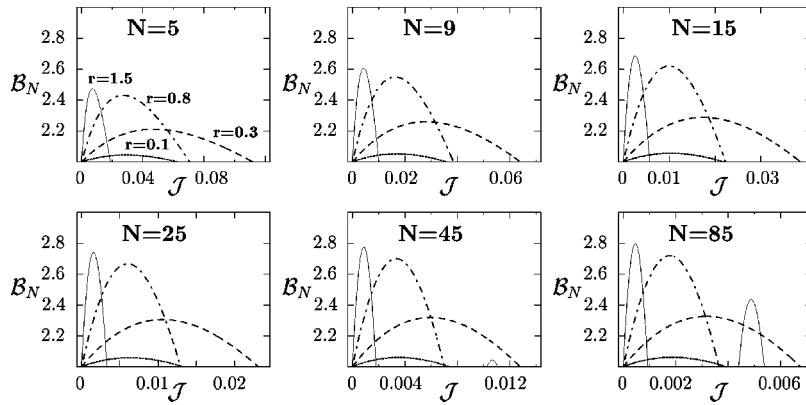 N=5
N=9
N=15
2.8
2.6
2.4
2.2
B_N
r=1.5
r=0.8
r=0.3
r=0.1
0
0.04
0.08
J
2.8
2.6
2.4
2.2
B_N
0
0.02
0.06
J
2.8
2.6
2.4
2.2
B_N
0
0.01
0.03
J
N=25
N=45
N=85
2.8
2.6
2.4
2.2
B_N
0
0.01
0.02
J
2.8
2.6
2.4
2.2
B_N
0
0.004
0.012
J
2.8
2.6
2.4
2.2
B_N
0
0.002
0.006
J